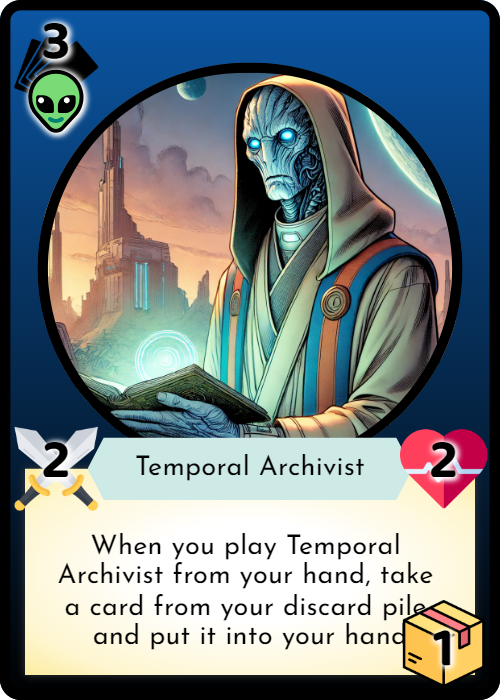 3
2
Temporal Archivist
2
When you play Temporal
Archivist from your hand, take
a card from your discard pile
and put it into your hand
1